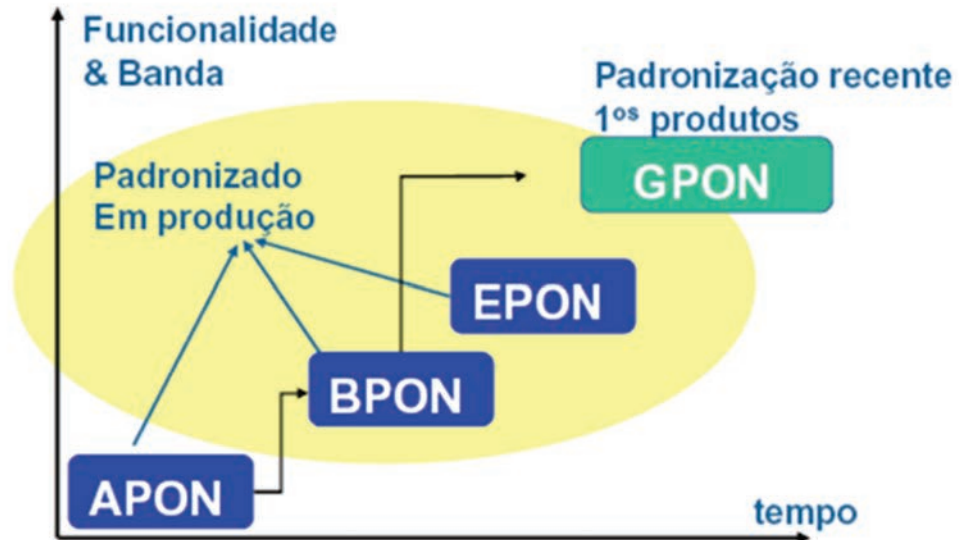 Funcionalidade
& Banda
Padronização recente
1ºs produtos
GPON
Padronizado
Em produção
EPON
BPON
APON
tempo